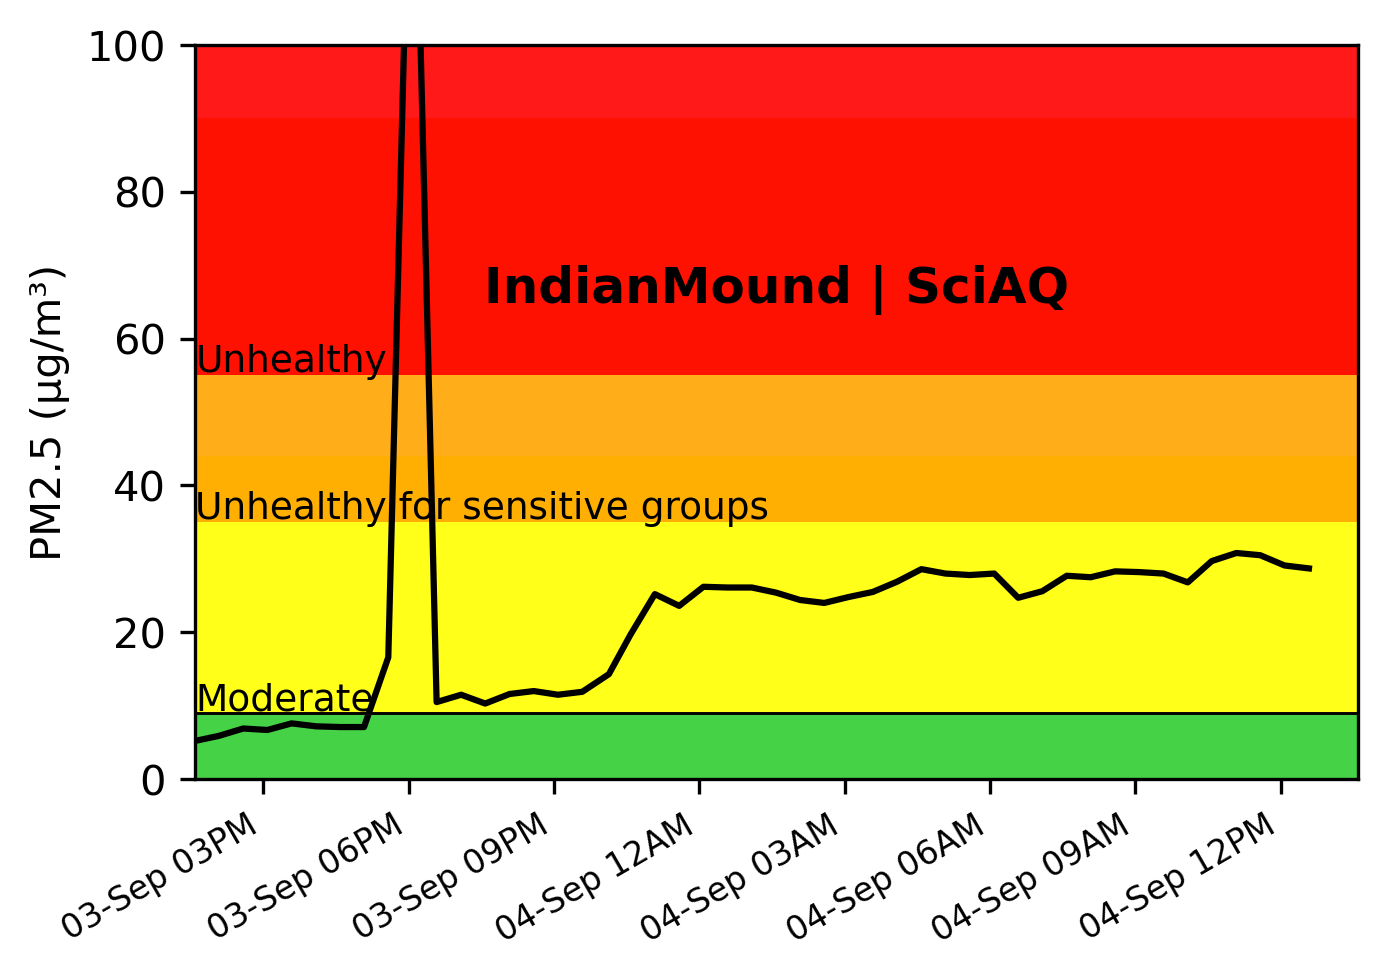 100
80
60
40
20
0
PM2.5 (µg/m³)
IndianMound | SciAQ
Unhealthy
Unhealthy for sensitive groups
Moderate
03-Sep 03PM
03-Sep 06PM
03-Sep 09PM
04-Sep 12AM
04-Sep 03AM
04-Sep 06AM
04-Sep 09AM
04-Sep 12PM